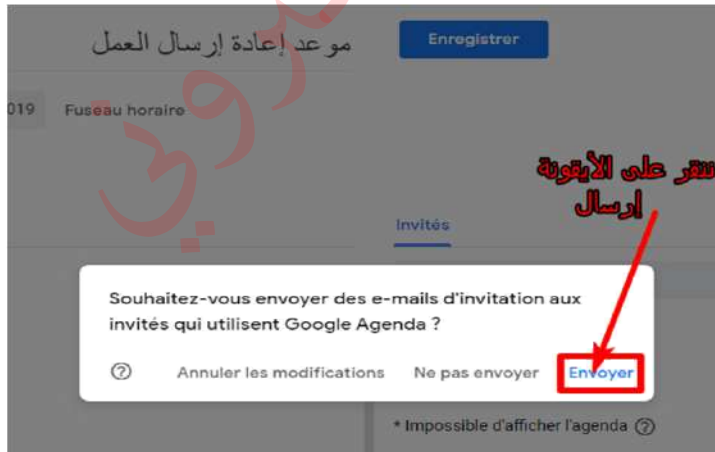 موعد إعادة إرسال العمل
Enregistrer
019 Fuseau horaire
ننقر على الأيقونة
إرسال
Invités
Souhaitez-vous envoyer des e-mails d'invitation aux
invités qui utilisent Google Agenda ?
Annuler les modifications Ne pas envoyer Envoyer
* Impossible d'afficher l'agenda